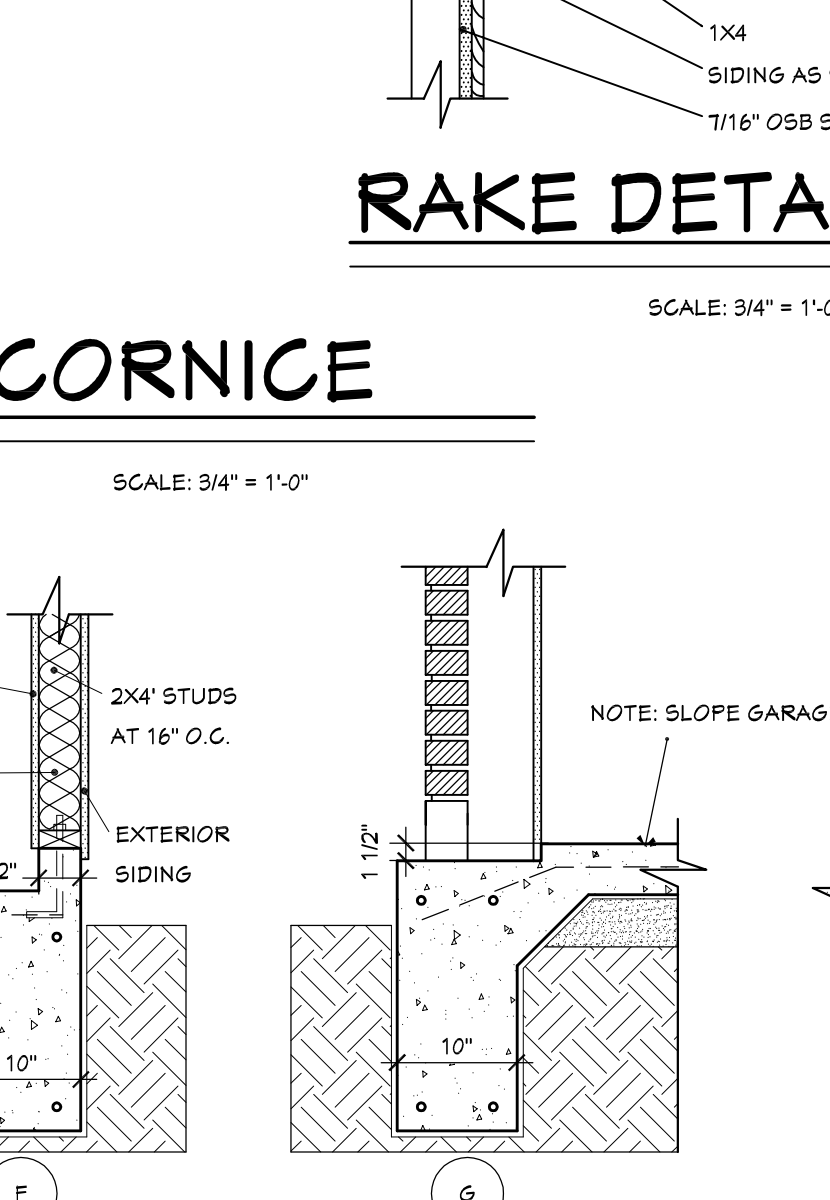 1X4
SIDING AS
7/16" OSB
RAKE DETA
SCALE: 3/4" = 1'-0
CORNICE
SCALE: 3/4" = 1'-0"
2X4' STUDS
AT 16" O.C.
NOTE: SLOPE GARAG
EXTERIOR
SIDING
2"
1 1/2"
10"
10"
F
G